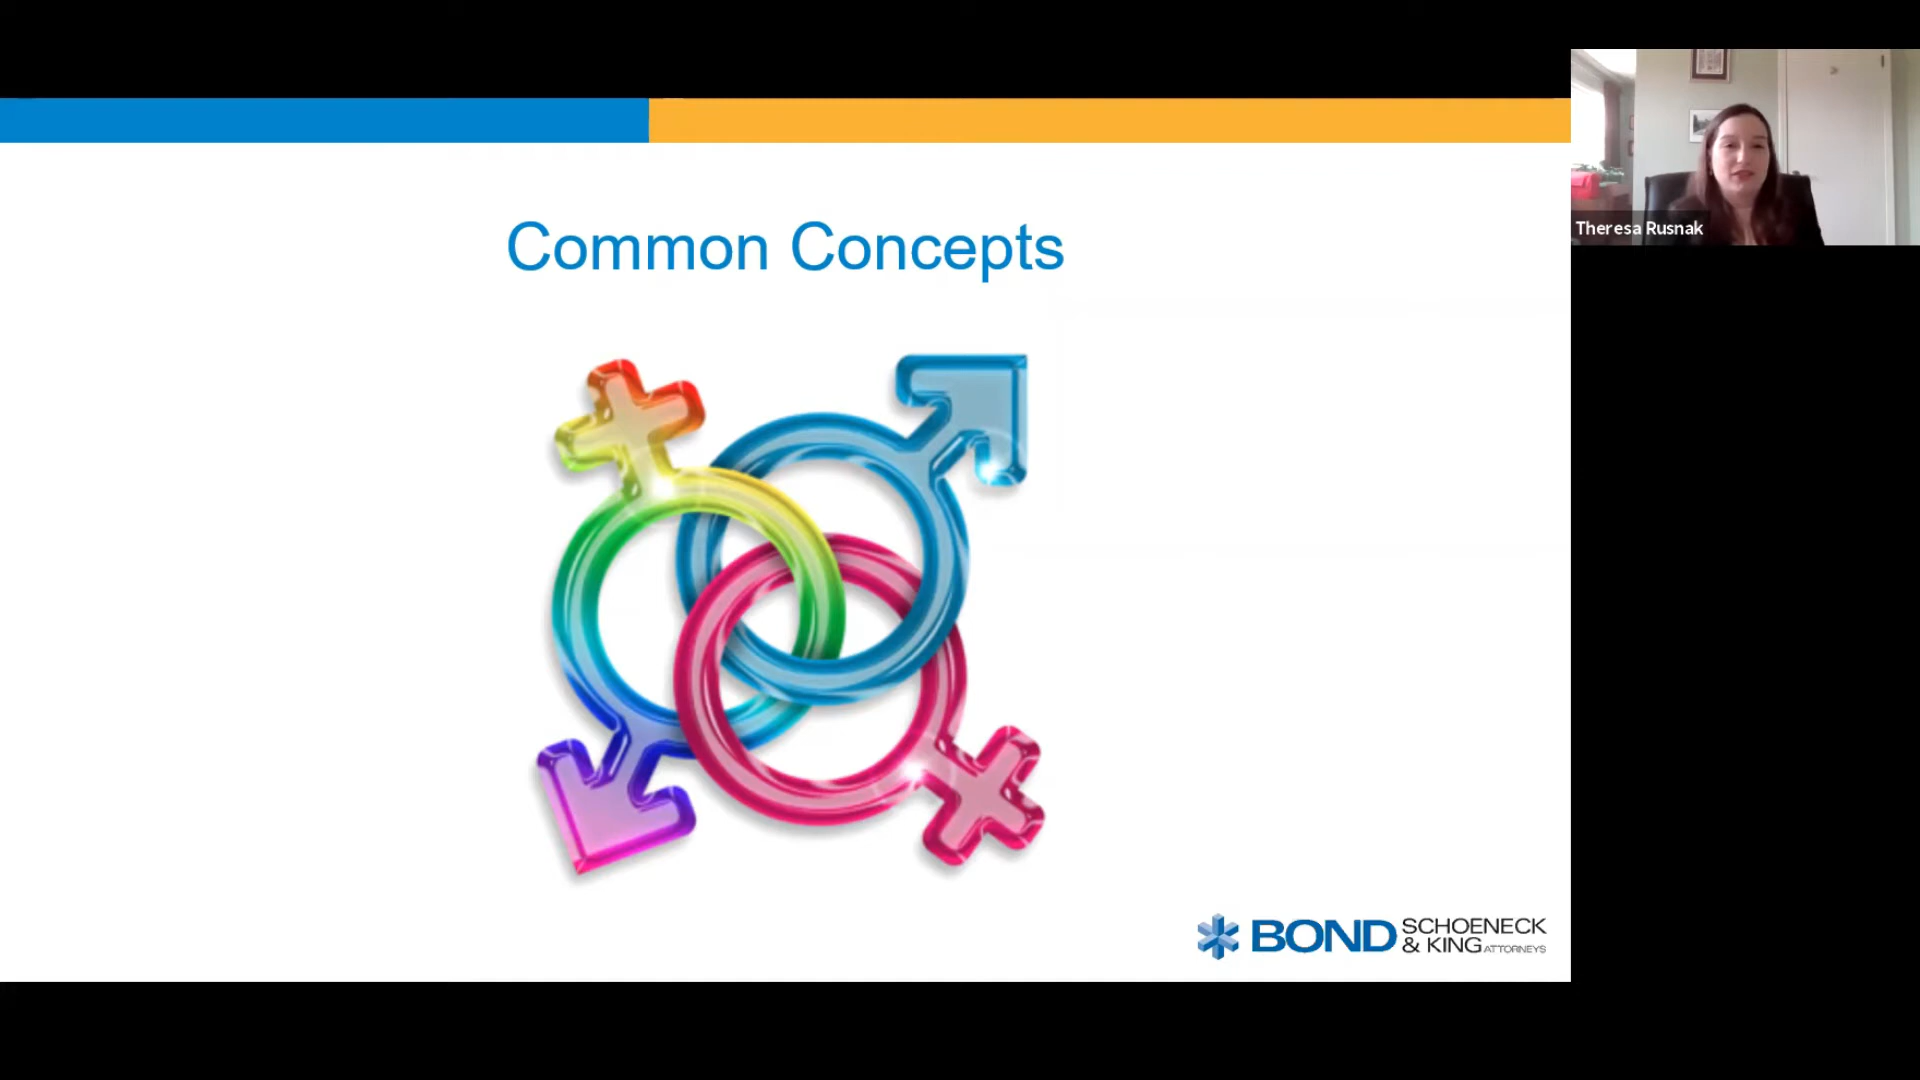 Common Concepts
Theresa Rusnak
BOND SCHOENECK
& KING ATTORNEYS